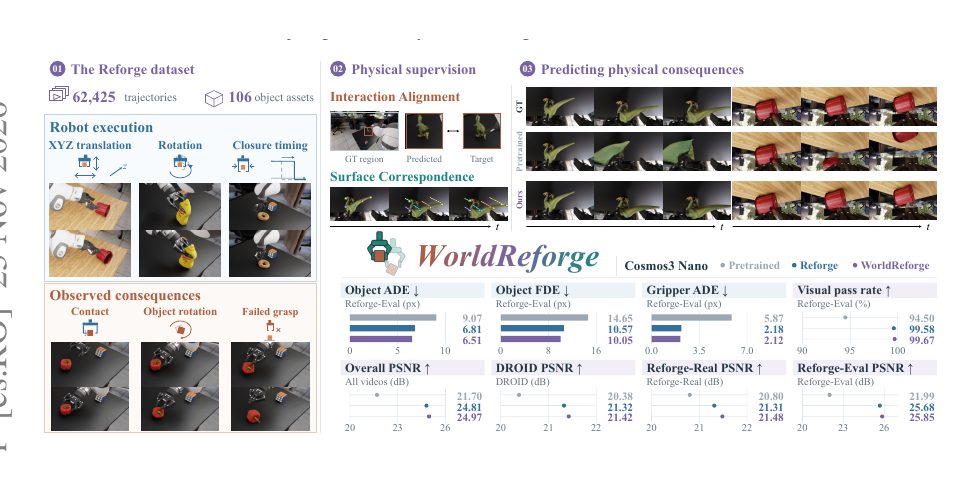 01 The Reforge dataset
62,425 trajectories
106 object assets
Robot execution
XYZ translation
Rotation
Closure timing
z
Observed consequences
Contact
Object rotation
Failed grasp
02 Physical supervision
Interaction Alignment
GT region
Predicted
Target
Surface Correspondence
t
03 Predicting physical consequences
GT
Pretrained
Ours
t
t
WorldReforge
Cosmos3 Nano
Pretrained
Reforge
WorldReforge
Object ADE ↓
Reforge-Eval (px)
9.07
6.81
6.51
0 5 10
Object FDE ↓
Reforge-Eval (px)
14.65
10.57
10.05
0 8 16
Gripper ADE ↓
Reforge-Eval (px)
5.87
2.18
2.12
0.0 3.5 7.0
Visual pass rate ↑
Reforge-Eval (%)
94.50
99.58
99.67
90 95 100
Overall PSNR ↑
All videos (dB)
21.70
24.81
24.97
20 23 26
DROID PSNR ↑
DROID (dB)
20.38
21.32
21.42
20 21 22
Reforge-Real PSNR ↑
Reforge-Real (dB)
20.80
21.31
21.48
20 21 22
Reforge-Eval PSNR ↑
Reforge-Eval (dB)
21.99
25.68
25.85
20 23 26